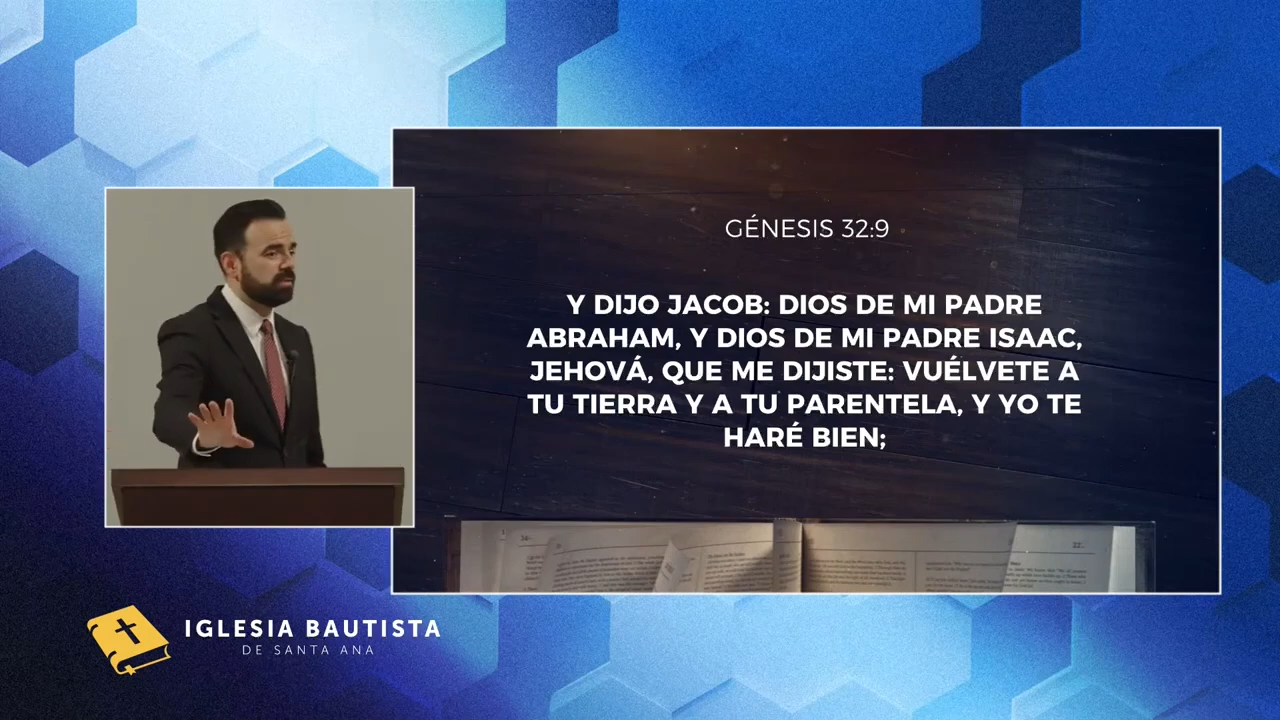 GÉNESIS 32:9
Y DIJO JACOB: DIOS DE MI PADRE
ABRAHAM, Y DIOS DE MI PADRE ISAAC,
JEHOVÁ, QUE ME DIJISTE: VUÉLVETE A
TU TIERRA Y A TU PARENTELA, Y YO TE
HARÉ BIEN;
IGLESIA BAUTISTA
DE SANTA ANA